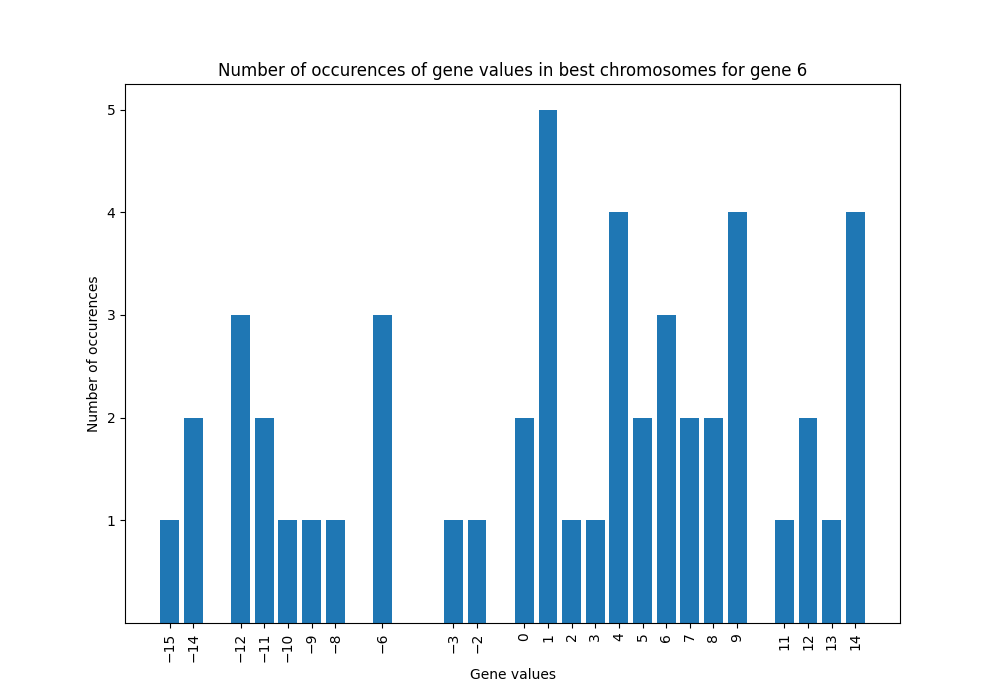 Number of occurences of gene values in best chromosomes for gene 6
5
4
3
2
1
Number of occurences
−15 −14 −12 −11 −10 −9 −8 −6 −3 −2 0 1 2 3 4 5 6 7 8 9 11 12 13 14
Gene values